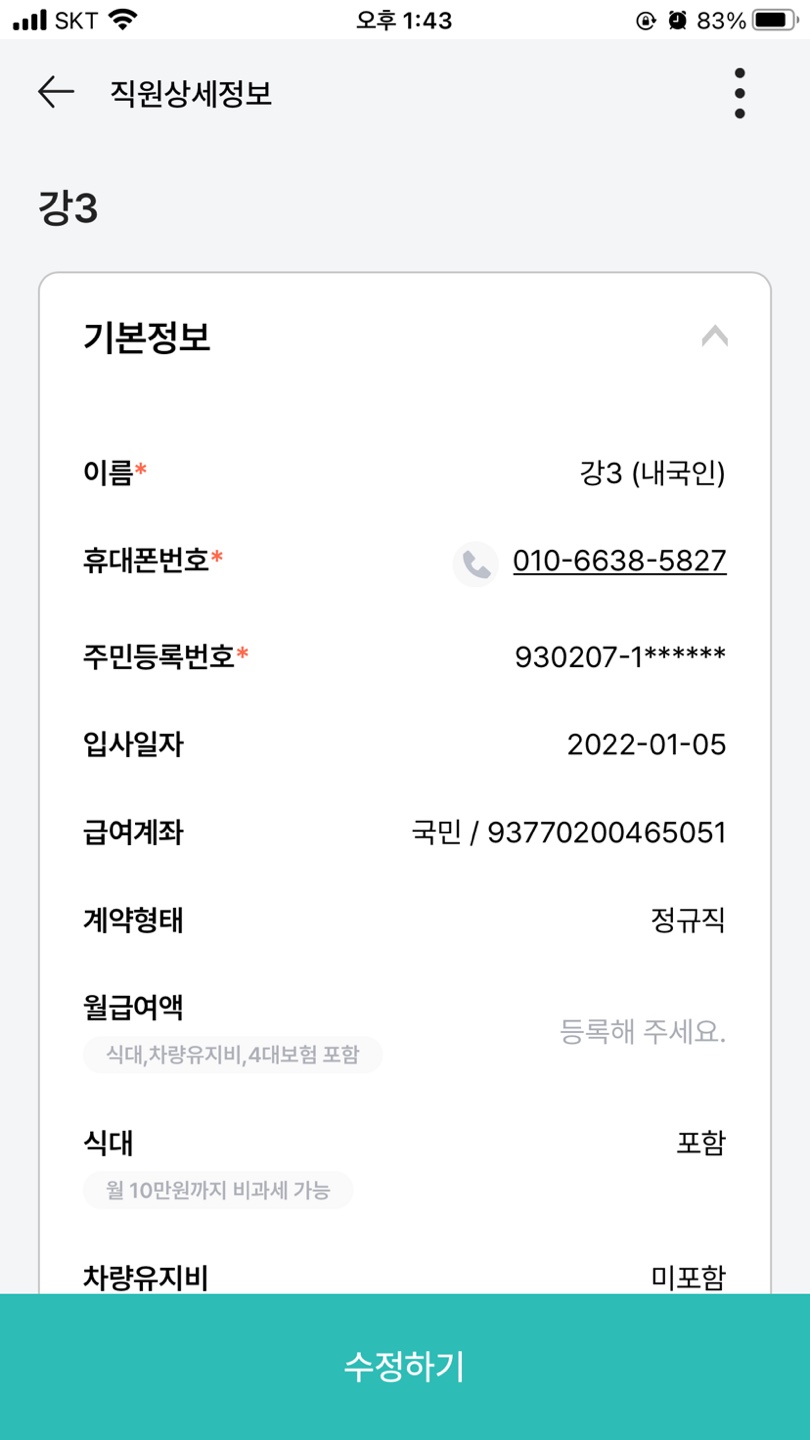 SKT 오후 1:43 83%
직원상세정보
강3
기본정보
이름* 강3 (내국인)
휴대폰번호* 010-6638-5827
주민등록번호* 930207-1******
입사일자 2022-01-05
급여계좌 국민 / 93770200465051
계약형태 정규직
월급여액
식대,차량유지비,4대보험 포함
등록해 주세요.
식대 포함
월 10만원까지 비과세 가능
차량유지비 미포함
수정하기